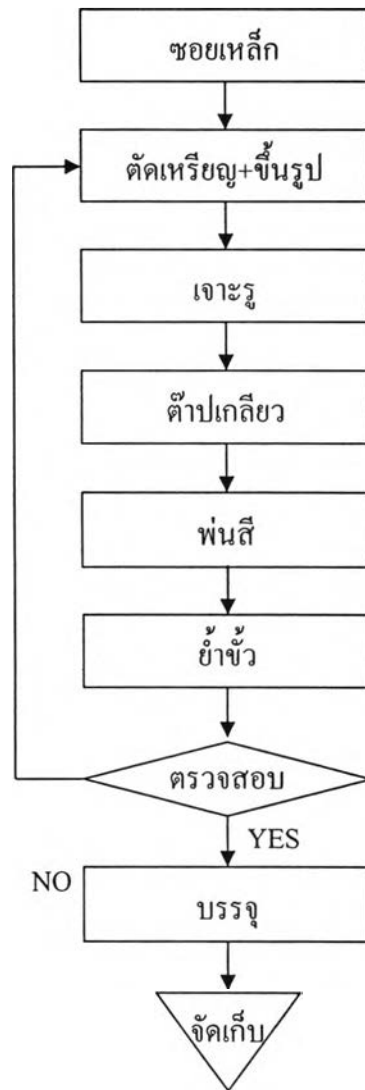 ซอยเหล็ก
ตัดเหรียญ+ขึ้นรูป
เจาะรู
ต๊าปเกลียว
พ่นสี
ย้ำขั้ว
ตรวจสอบ
YES
NO
บรรจุ
จัดเก็บ